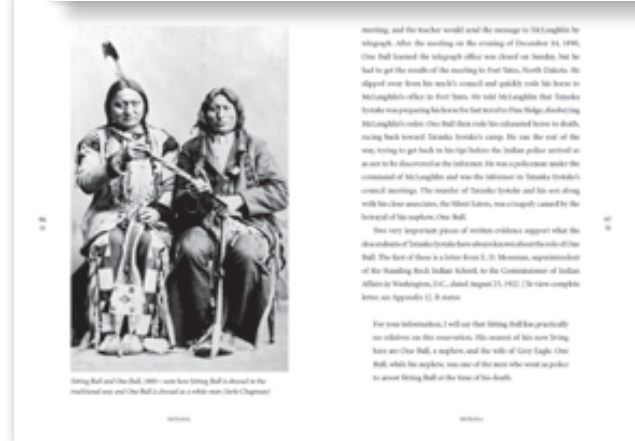 Sitting Bull and One Bull, 1885 – note how Sitting Bull is dressed in the
traditional way and One Bull is dressed as a white man
meeting, and the teacher would send the message to McLaughlin by
telegraph. After the meeting on the evening of December 14, 1890,
One Bull learned the telegraph office was closed on Sunday, but he
had to get the results of the meeting to Fort Yates, North Dakota. He
slipped away from his uncle's council and quickly rode his horse to
McLaughlin's office in Fort Yates. He told McLaughlin that Tatanka
Iyotake was preparing his horse for fast travel to Pine Ridge, disobeying
McLaughlin's order. One Bull then rode his exhausted horse to death,
racing back toward Tatanka Iyotake's camp. He ran the rest of the
way, trying to get back to his tipi before the Indian police arrived so
as not to be discovered as the informer. He was a policeman under the
command of McLaughlin and was the informer in Tatanka Iyotake's
council meetings. The murder of Tatanka Iyotake and his son along
with his close associates, the Silent Eaters, was a tragedy caused by the
betrayal of his nephew, One Bull.
Two very important pieces of written evidence support what the
descendants of Tatanka Iyotake have always known about the role of One
Bull. The first of these is a letter from E. D. Mossman, superintendent
of the Standing Rock Indian School, to the Commissioner of Indian
Affairs in Washington, D.C., dated August 23, 1922. [To view complete
letter, see Appendix 1]. It states:
For your information, I will say that Sitting Bull has practically
no relatives on this reservation. His nearest of kin now living
here are One Bull, a nephew, and the wife of Grey Eagle. One
Bull, while his nephew, was one of the men who went as police
to arrest Sitting Bull at the time of his death.